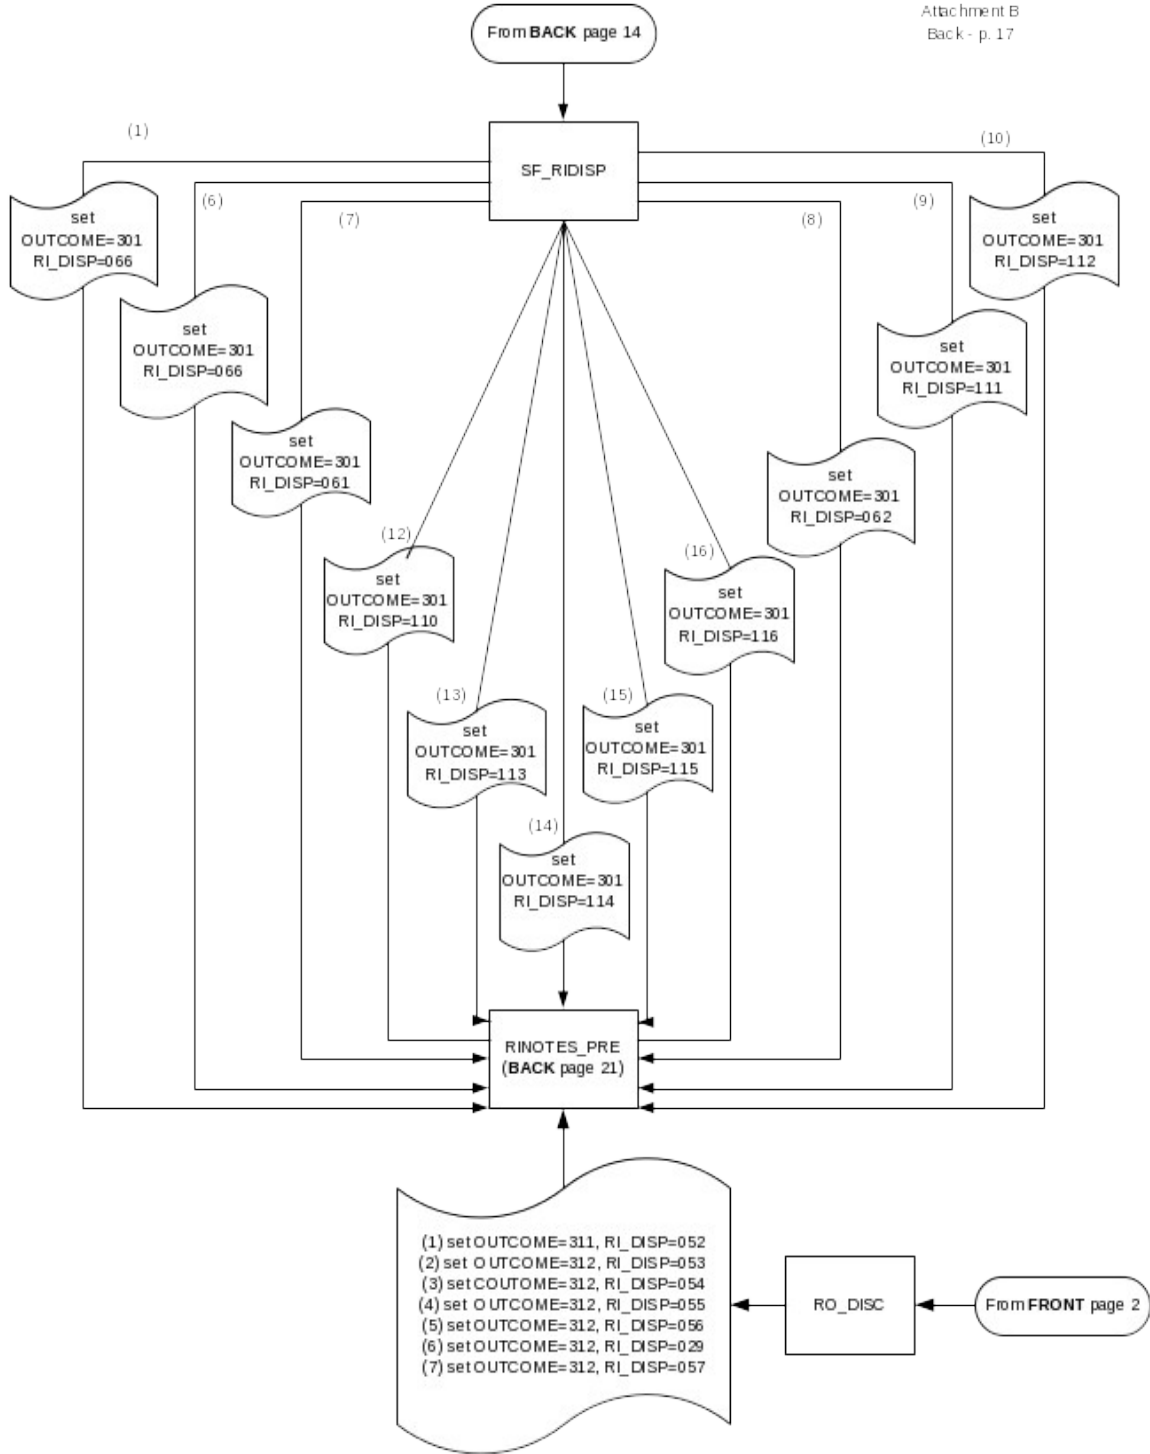 Attachment B
Back - p. 17
From BACK page 14
SF_RIDISP
(1)
(6)
(7)
(8)
(9)
(10)
set
OUTCOME=301
RI_DISP=066
set
OUTCOME=301
RI_DISP=066
set
OUTCOME=301
RI_DISP=061
(12)
set
OUTCOME=301
RI_DISP=110
(13)
set
OUTCOME=301
RI_DISP=113
(14)
set
OUTCOME=301
RI_DISP=114
(15)
set
OUTCOME=301
RI_DISP=115
(16)
set
OUTCOME=301
RI_DISP=116
set
OUTCOME=301
RI_DISP=062
set
OUTCOME=301
RI_DISP=111
set
OUTCOME=301
RI_DISP=112
RINOTES_PRE
(BACK page 21)
(1) set OUTCOME=311, RI_DISP=052
(2) set OUTCOME=312, RI_DISP=053
(3) set COUTOME=312, RI_DISP=054
(4) set OUTCOME=312, RI_DISP=055
(5) set OUTCOME=312, RI_DISP=056
(6) set OUTCOME=312, RI_DISP=029
(7) set OUTCOME=312, RI_DISP=057
RO_DISC
From FRONT page 2